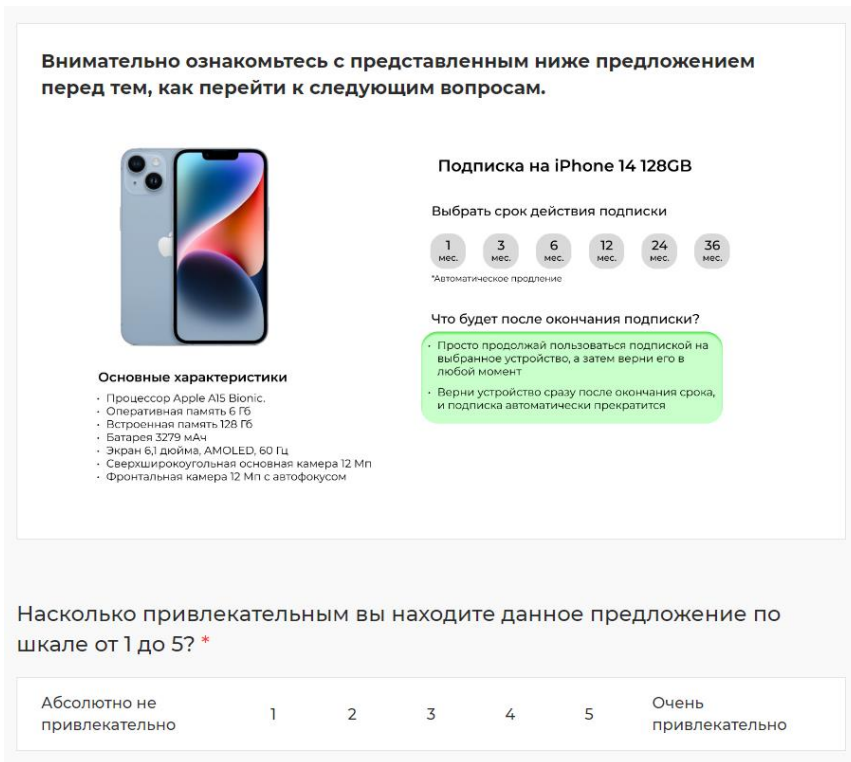 Внимательно ознакомьтесь с представленным ниже предложением
перед тем, как перейти к следующим вопросам.
Основные характеристики
· Процессор Apple A15 Bionic.
· Оперативная память 6 Гб
· Встроенная память 128 Гб
· Батарея 3279 мАч
· Экран 6,1 дюйма, AMOLED, 60 Гц
· Сверхширокоугольная основная камера 12 Мп
· Фронтальная камера 12 Мп с автофокусом
Подписка на iPhone 14 128GB
Выбрать срок действия подписки
1 3 6 12 24 36
мес. мес. мес. мес. мес. мес.
*Автоматическое продление
Что будет после окончания подписки?
· Просто продолжай пользоваться подпиской на
выбранное устройство, а затем верни его в
любой момент
· Верни устройство сразу после окончания срока,
и подписка автоматически прекратится
Насколько привлекательным вы находите данное предложение по
шкале от 1 до 5? *
Абсолютно не
привлекательно
1 2 3 4 5
Очень
привлекательно